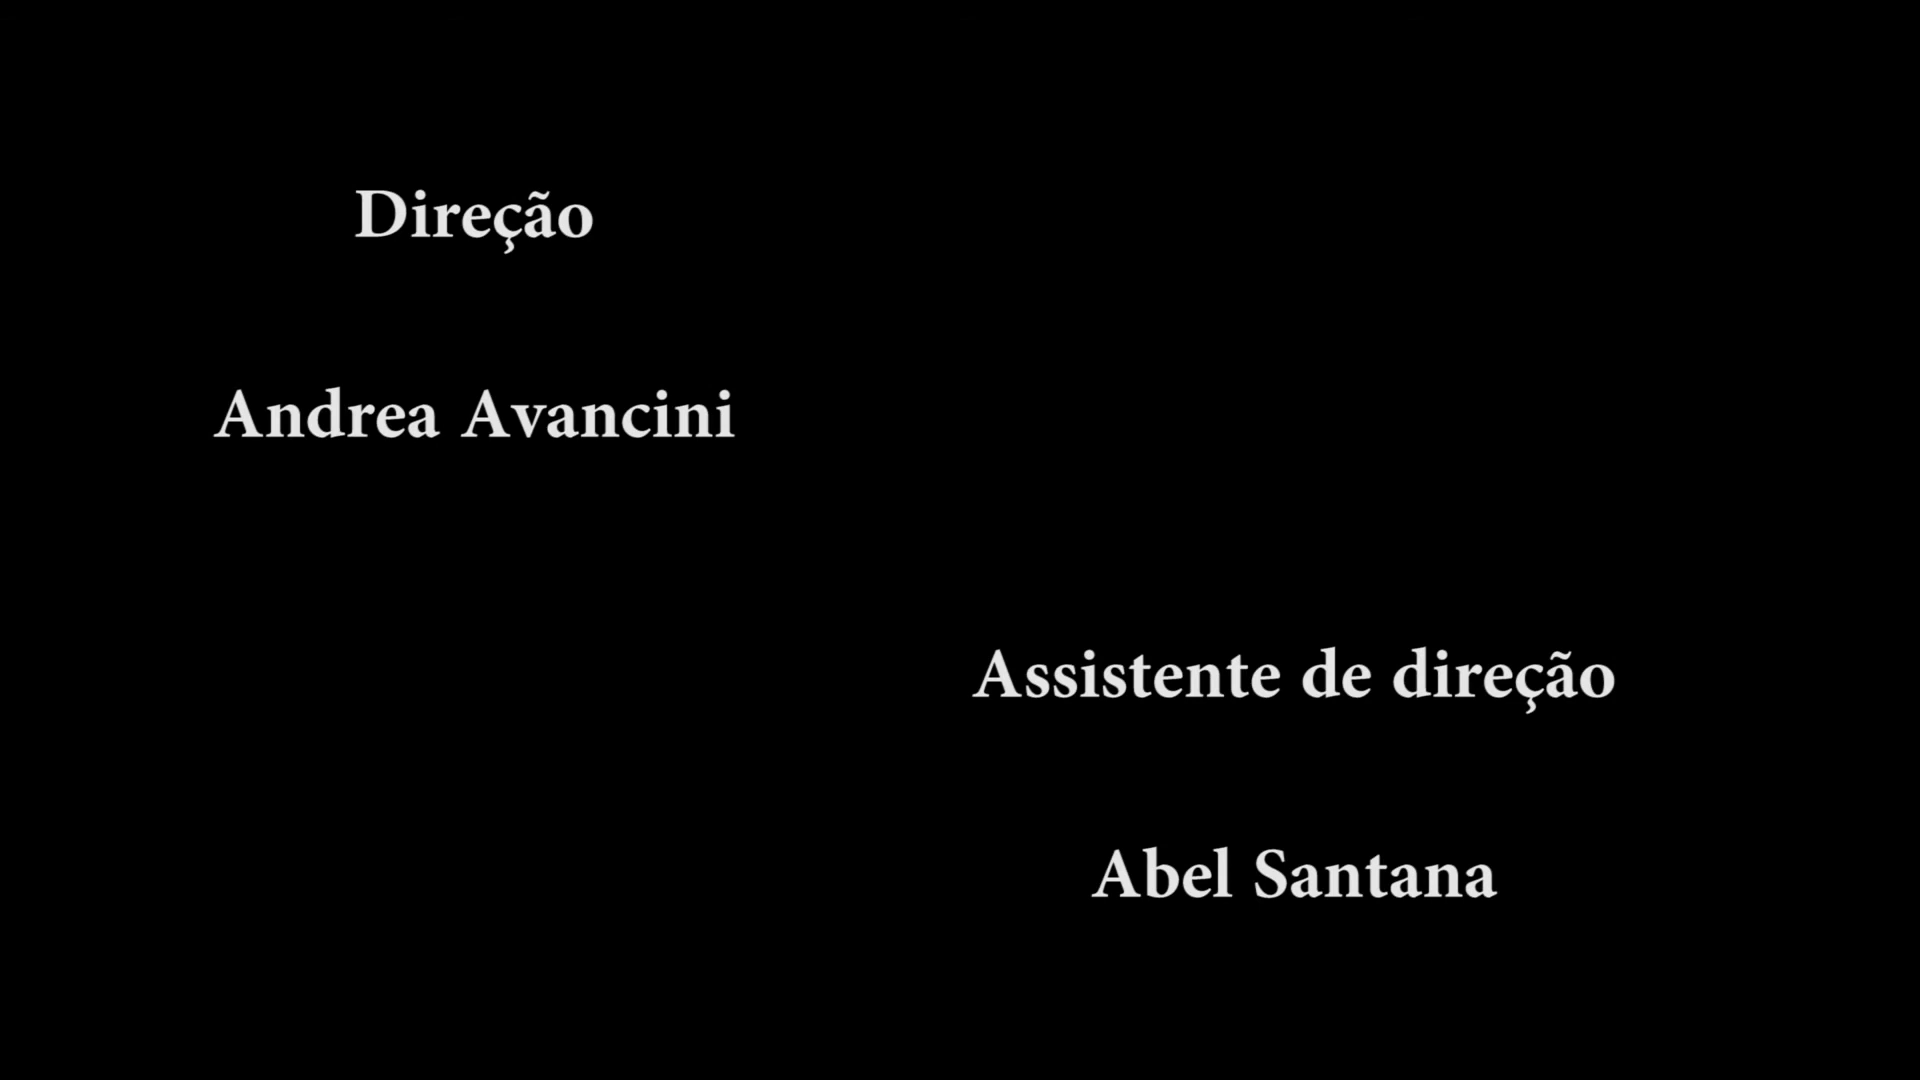 Direção
Andrea Avancini
Assistente de direção
Abel Santana